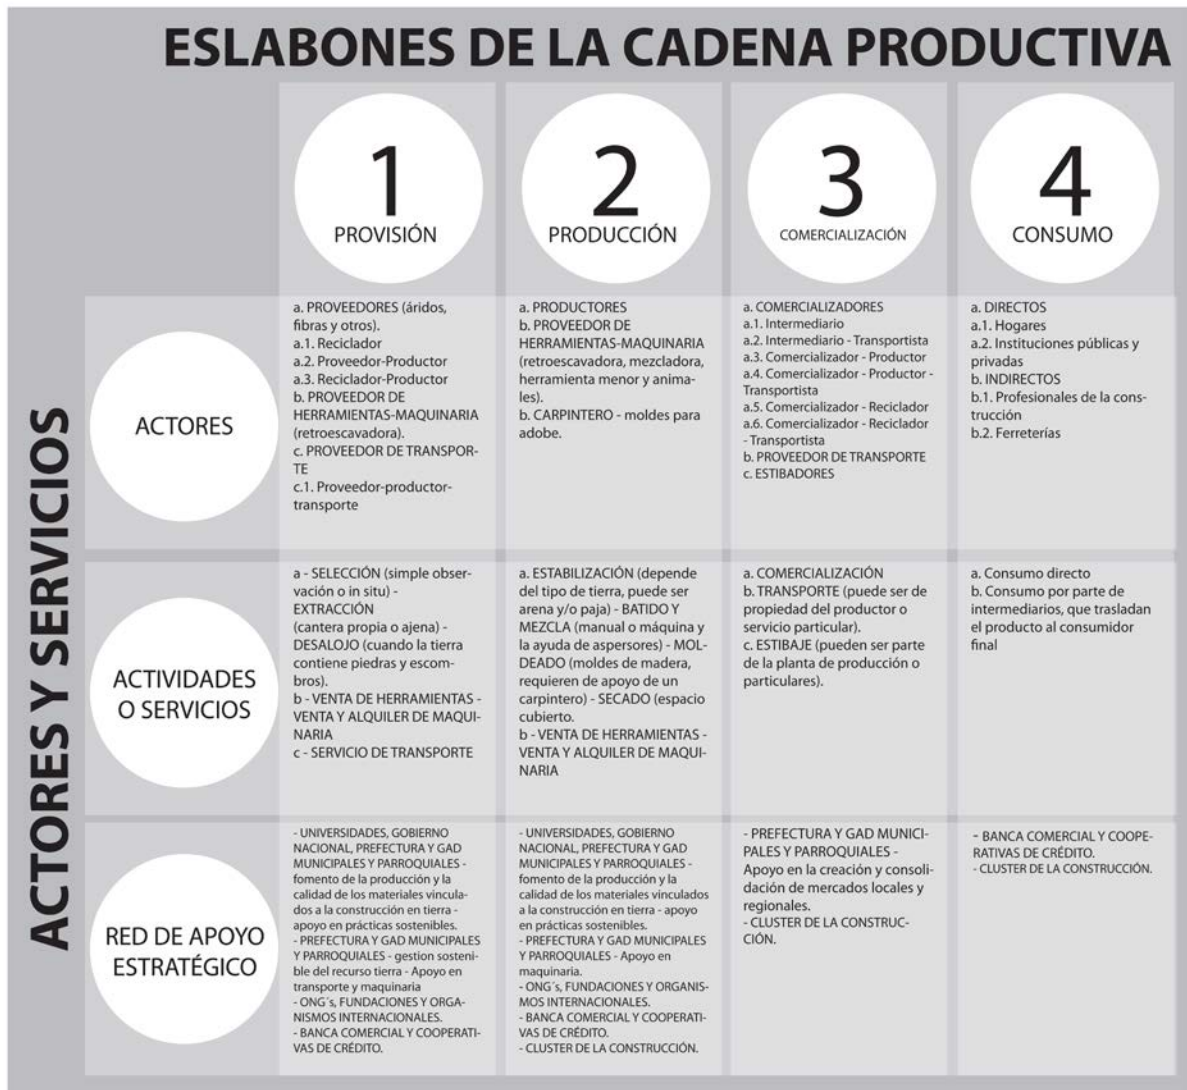 ESLABONES DE LA CADENA PRODUCTIVA
1
PROVISIÓN
2
PRODUCCIÓN
3
COMERCIALIZACIÓN
4
CONSUMO
ACTORES Y SERVICIOS
ACTORES
a. PROVEEDORES (áridos,
fibras y otros).
a.1. Reciclador
a.2. Proveedor-Productor
a.3. Reciclador-Productor
b. PROVEEDOR DE
HERRAMIENTAS-MAQUINARIA
(retroescavadora).
c. PROVEEDOR DE TRANSPOR-
TE
c.1. Proveedor-productor-
transporte
a. PRODUCTORES
b. PROVEEDOR DE
HERRAMIENTAS-MAQUINARIA
(retroescavadora, mezcladora,
herramienta menor y anima-
les).
b. CARPINTERO - moldes para
adobe.
a. COMERCIALIZADORES
a.1. Intermediario
a.2. Intermediario - Transportista
a.3. Comercializador - Productor
a.4. Comercializador - Productor -
Transportista
a.5. Comercializador - Reciclador
a.6. Comercializador - Reciclador
- Transportista
b. PROVEEDOR DE TRANSPORTE
c. ESTIBADORES
a. DIRECTOS
a.1. Hogares
a.2. Instituciones públicas y
privadas
b. INDIRECTOS
b.1. Profesionales de la cons-
trucción
b.2. Ferreterías
ACTIVIDADES
O SERVICIOS
a - SELECCIÓN (simple obser-
vación o in situ) -
EXTRACCIÓN
(cantera propia o ajena) -
DESALOJO (cuando la tierra
contiene piedras y escom-
bros).
b - VENTA DE HERRAMIENTAS -
VENTA Y ALQUILER DE MAQUI-
NARIA
c - SERVICIO DE TRANSPORTE
a. ESTABILIZACIÓN (depende
del tipo de tierra, puede ser
arena y/o paja) - BATIDO Y
MEZCLA (manual o máquina y
la ayuda de aspersores) - MOL-
DEADO (moldes de madera,
requieren de apoyo de un
carpintero) - SECADO (espacio
cubierto.
b - VENTA DE HERRAMIENTAS -
VENTA Y ALQUILER DE MAQUI-
NARIA
a. COMERCIALIZACIÓN
b. TRANSPORTE (puede ser de
propiedad del productor o
servicio particular).
c. ESTIBAJE (pueden ser parte
de la planta de producción o
particulares).
a. Consumo directo
b. Consumo por parte de
intermediarios, que trasladan
el producto al consumidor
final
RED DE APOYO
ESTRATÉGICO
- UNIVERSIDADES, GOBIERNO
NACIONAL, PREFECTURA Y GAD
MUNICIPALES Y PARROQUIALES -
fomento de la producción y la
calidad de los materiales vincula-
dos a la construcción en tierra -
apoyo en prácticas sostenibles.
- PREFECTURA Y GAD MUNICIPALES
Y PARROQUIALES - gestion sosteni-
ble del recurso tierra - Apoyo en
transporte y maquinaria
- ONG´s, FUNDACIONES Y ORGA-
NISMOS INTERNACIONALES.
- BANCA COMERCIAL Y COOPERATI-
VAS DE CRÉDITO.
- UNIVERSIDADES, GOBIERNO
NACIONAL, PREFECTURA Y GAD
MUNICIPALES Y PARROQUIALES -
fomento de la producción y la
calidad de los materiales vinculados
a la construcción en tierra - apoyo
en prácticas sostenibles.
- PREFECTURA Y GAD MUNICIPALES
Y PARROQUIALES - Apoyo en
maquinaria.
- ONG´s, FUNDACIONES Y ORGANIS-
MOS INTERNACIONALES.
- BANCA COMERCIAL Y COOPERATI-
VAS DE CRÉDITO.
- CLUSTER DE LA CONSTRUCCIÓN.
- PREFECTURA Y GAD MUNICI-
PALES Y PARROQUIALES -
Apoyo en la creación y consoli-
dación de mercados locales y
regionales.
- CLUSTER DE LA CONSTRUC-
CIÓN.
- BANCA COMERCIAL Y COOPE-
RATIVAS DE CRÉDITO.
- CLUSTER DE LA CONSTRUCCIÓN.